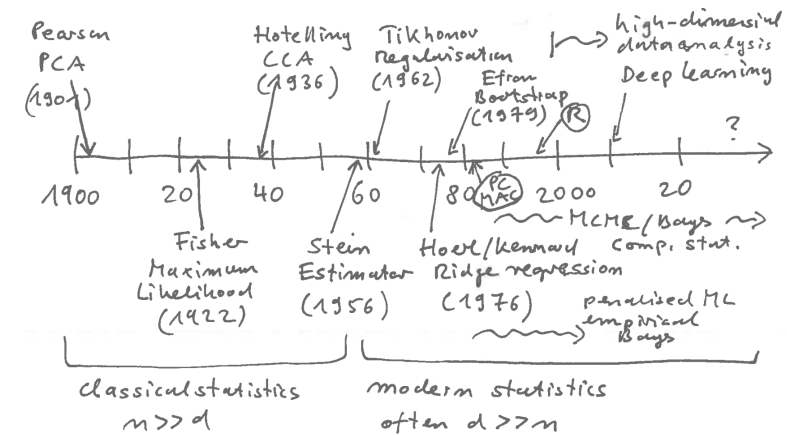 Pearson
PCA
(1901)
Hotelling
CCA
(1936)
Tikhonov
Regularisation
(1962)
Efron
Bootstrap
(1979)
R
high-dimensional
data analysis
Deep learning
?
1900
20
40
60
80
PC
MAC
2000
20
Fisher
Maximum
Likelihood
(1922)
Stein
Estimator
(1956)
Hoerl/Kennard
Ridge regression
(1976)
MCMC/Bays
Comp. stat.
penalised ML
empirical
Bays
classical statistics
n>>d
modern statistics
often d>>n